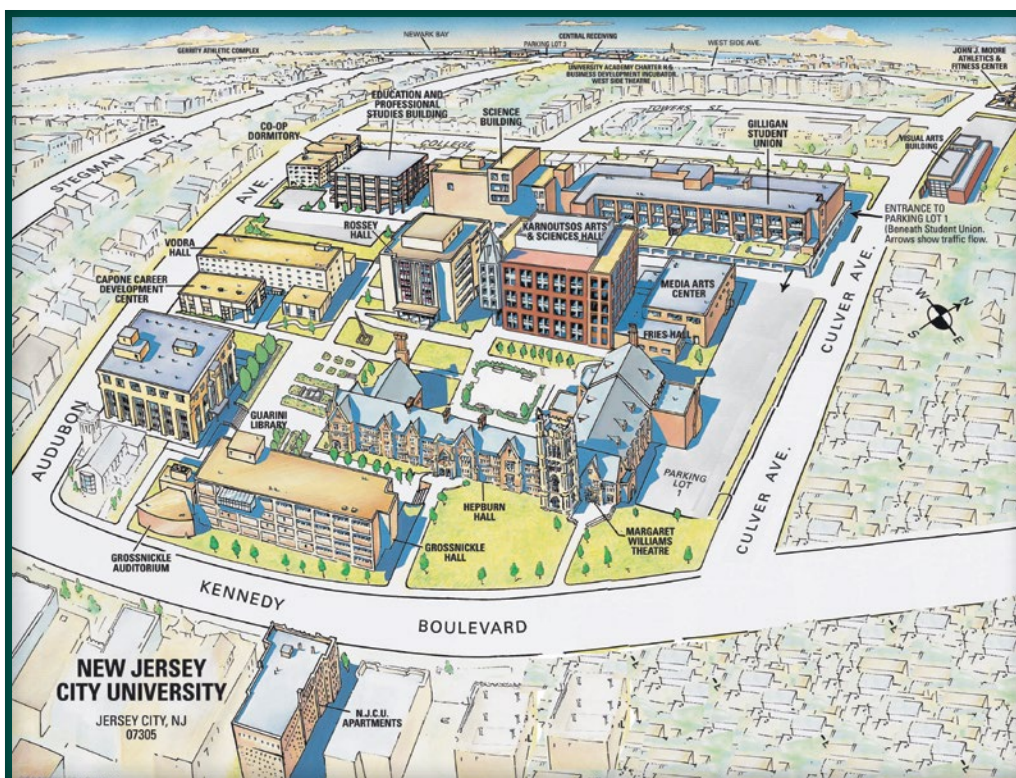 GERRITY ATHLETIC COMPLEX
NEWARK BAY
PARKING LOT 3
CENTRAL RECEIVING
WEST SIDE AVE.
UNIVERSITY ACADEMY CHARTER H.S.
BUSINESS DEVELOPMENT INCUBATOR
WEST SIDE THEATRE
JOHN J. MOORE
ATHLETICS
& FITNESS CENTER
EDUCATION AND
PROFESSIONAL
STUDIES BUILDING
SCIENCE
BUILDING
TOWERS ST.
CO-OP
DORMITORY
COLLEGE
ST.
GILLIGAN
STUDENT
UNION
VISUAL ARTS
BUILDING
STEGMAN ST.
AVE.
ENTRANCE TO
PARKING LOT 1
(Beneath Student Union.
Arrows show traffic flow.
ROSSEY
HALL
KARNOUTSOS ARTS
& SCIENCES HALL
VODRA
HALL
CAPONE CAREER
DEVELOPMENT
CENTER
MEDIA ARTS
CENTER
FRIES HALL
CULVER AVE.
W
N
S
E
GUARINI
LIBRARY
AUDUBON
PARKING
LOT
1
HEPBURN
HALL
GROSSNICKLE
HALL
MARGARET
WILLIAMS
THEATRE
CULVER AVE.
GROSSNICKLE
AUDITORIUM
KENNEDY
BOULEVARD
NEW JERSEY
CITY UNIVERSITY
JERSEY CITY, NJ
07305
N.J.C.U.
APARTMENTS